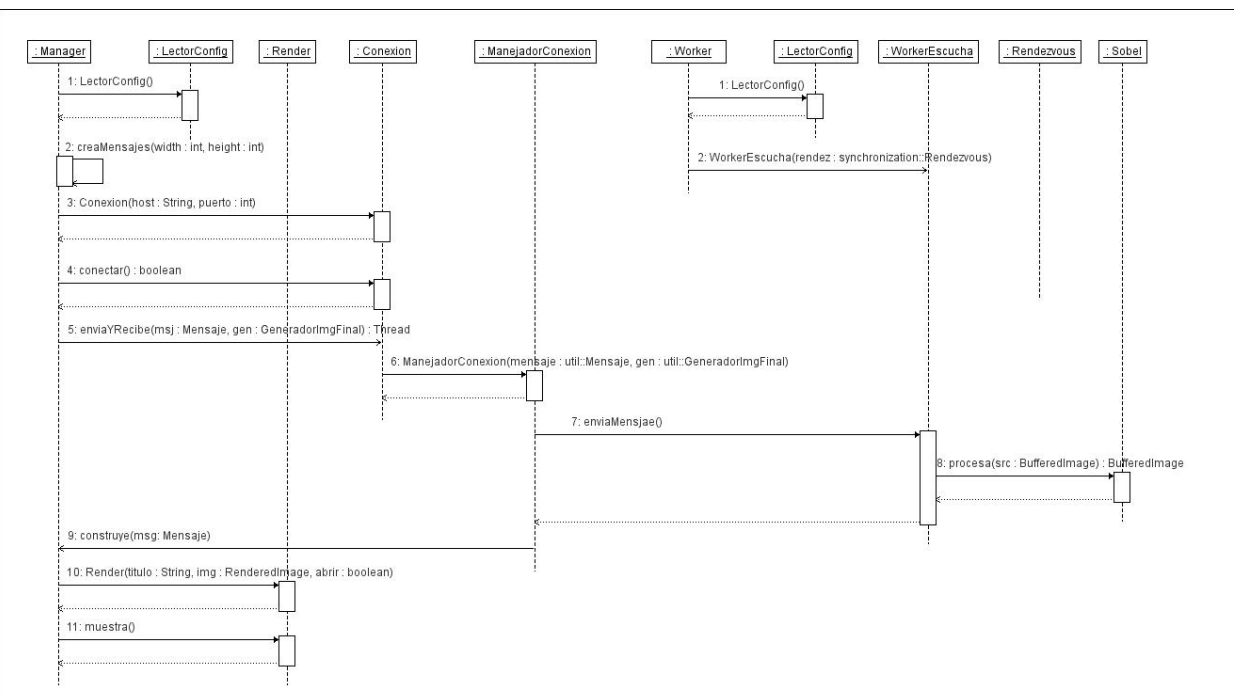 : Manager
: LectorConfig
: Render
: Conexion
: ManejadorConexion
: Worker
: LectorConfig
: WorkerEscucha
: Rendezvous
: Sobel
1: LectorConfig()
1: LectorConfig()
2: creaMensajes(width : int, height : int)
2: WorkerEscucha(rendez : synchronization::Rendezvous)
3: Conexion(host : String, puerto : int)
4: conectar() : boolean
5: enviaYRecibe(msj : Mensaje, gen : GeneradorImgFinal) : Thread
6: ManejadorConexion(mensaje : util::Mensaje, gen : util::GeneradorImgFinal)
7: enviaMensjae()
8: procesa(src : BufferedImage) : BufferedImage
9: construye(msg: Mensaje)
10: Render(titulo : String, img : RenderedImage, abrir : boolean)
11: muestra()